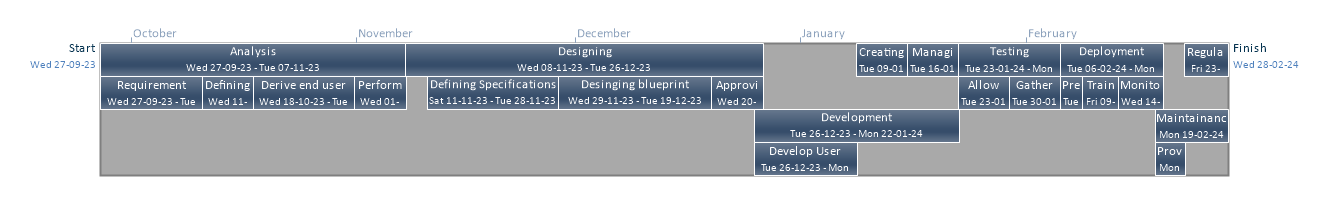 October November December January February
Start
Wed 27-09-23
Finish
Wed 28-02-24
Analysis
Wed 27-09-23 - Tue 07-11-23
Designing
Wed 08-11-23 - Tue 26-12-23
Creating
Tue 09-01
Managi
Tue 16-01
Testing
Tue 23-01-24 - Mon
Deployment
Tue 06-02-24 - Mon
Regula
Fri 23-
Requirement
Wed 27-09-23 - Tue
Defining
Wed 11-
Derive end user
Wed 18-10-23 - Tue
Perform
Wed 01-
Defining Specifications
Sat 11-11-23 - Tue 28-11-23
Desinging blueprint
Wed 29-11-23 - Tue 19-12-23
Approvi
Wed 20-
Allow
Tue 23-01
Gather
Tue 30-01
Pre
Tue
Train
Fri 09-
Monito
Wed 14-
Development
Tue 26-12-23 - Mon 22-01-24
Maintainanc
Mon 19-02-24
Develop User
Tue 26-12-23 - Mon
Prov
Mon